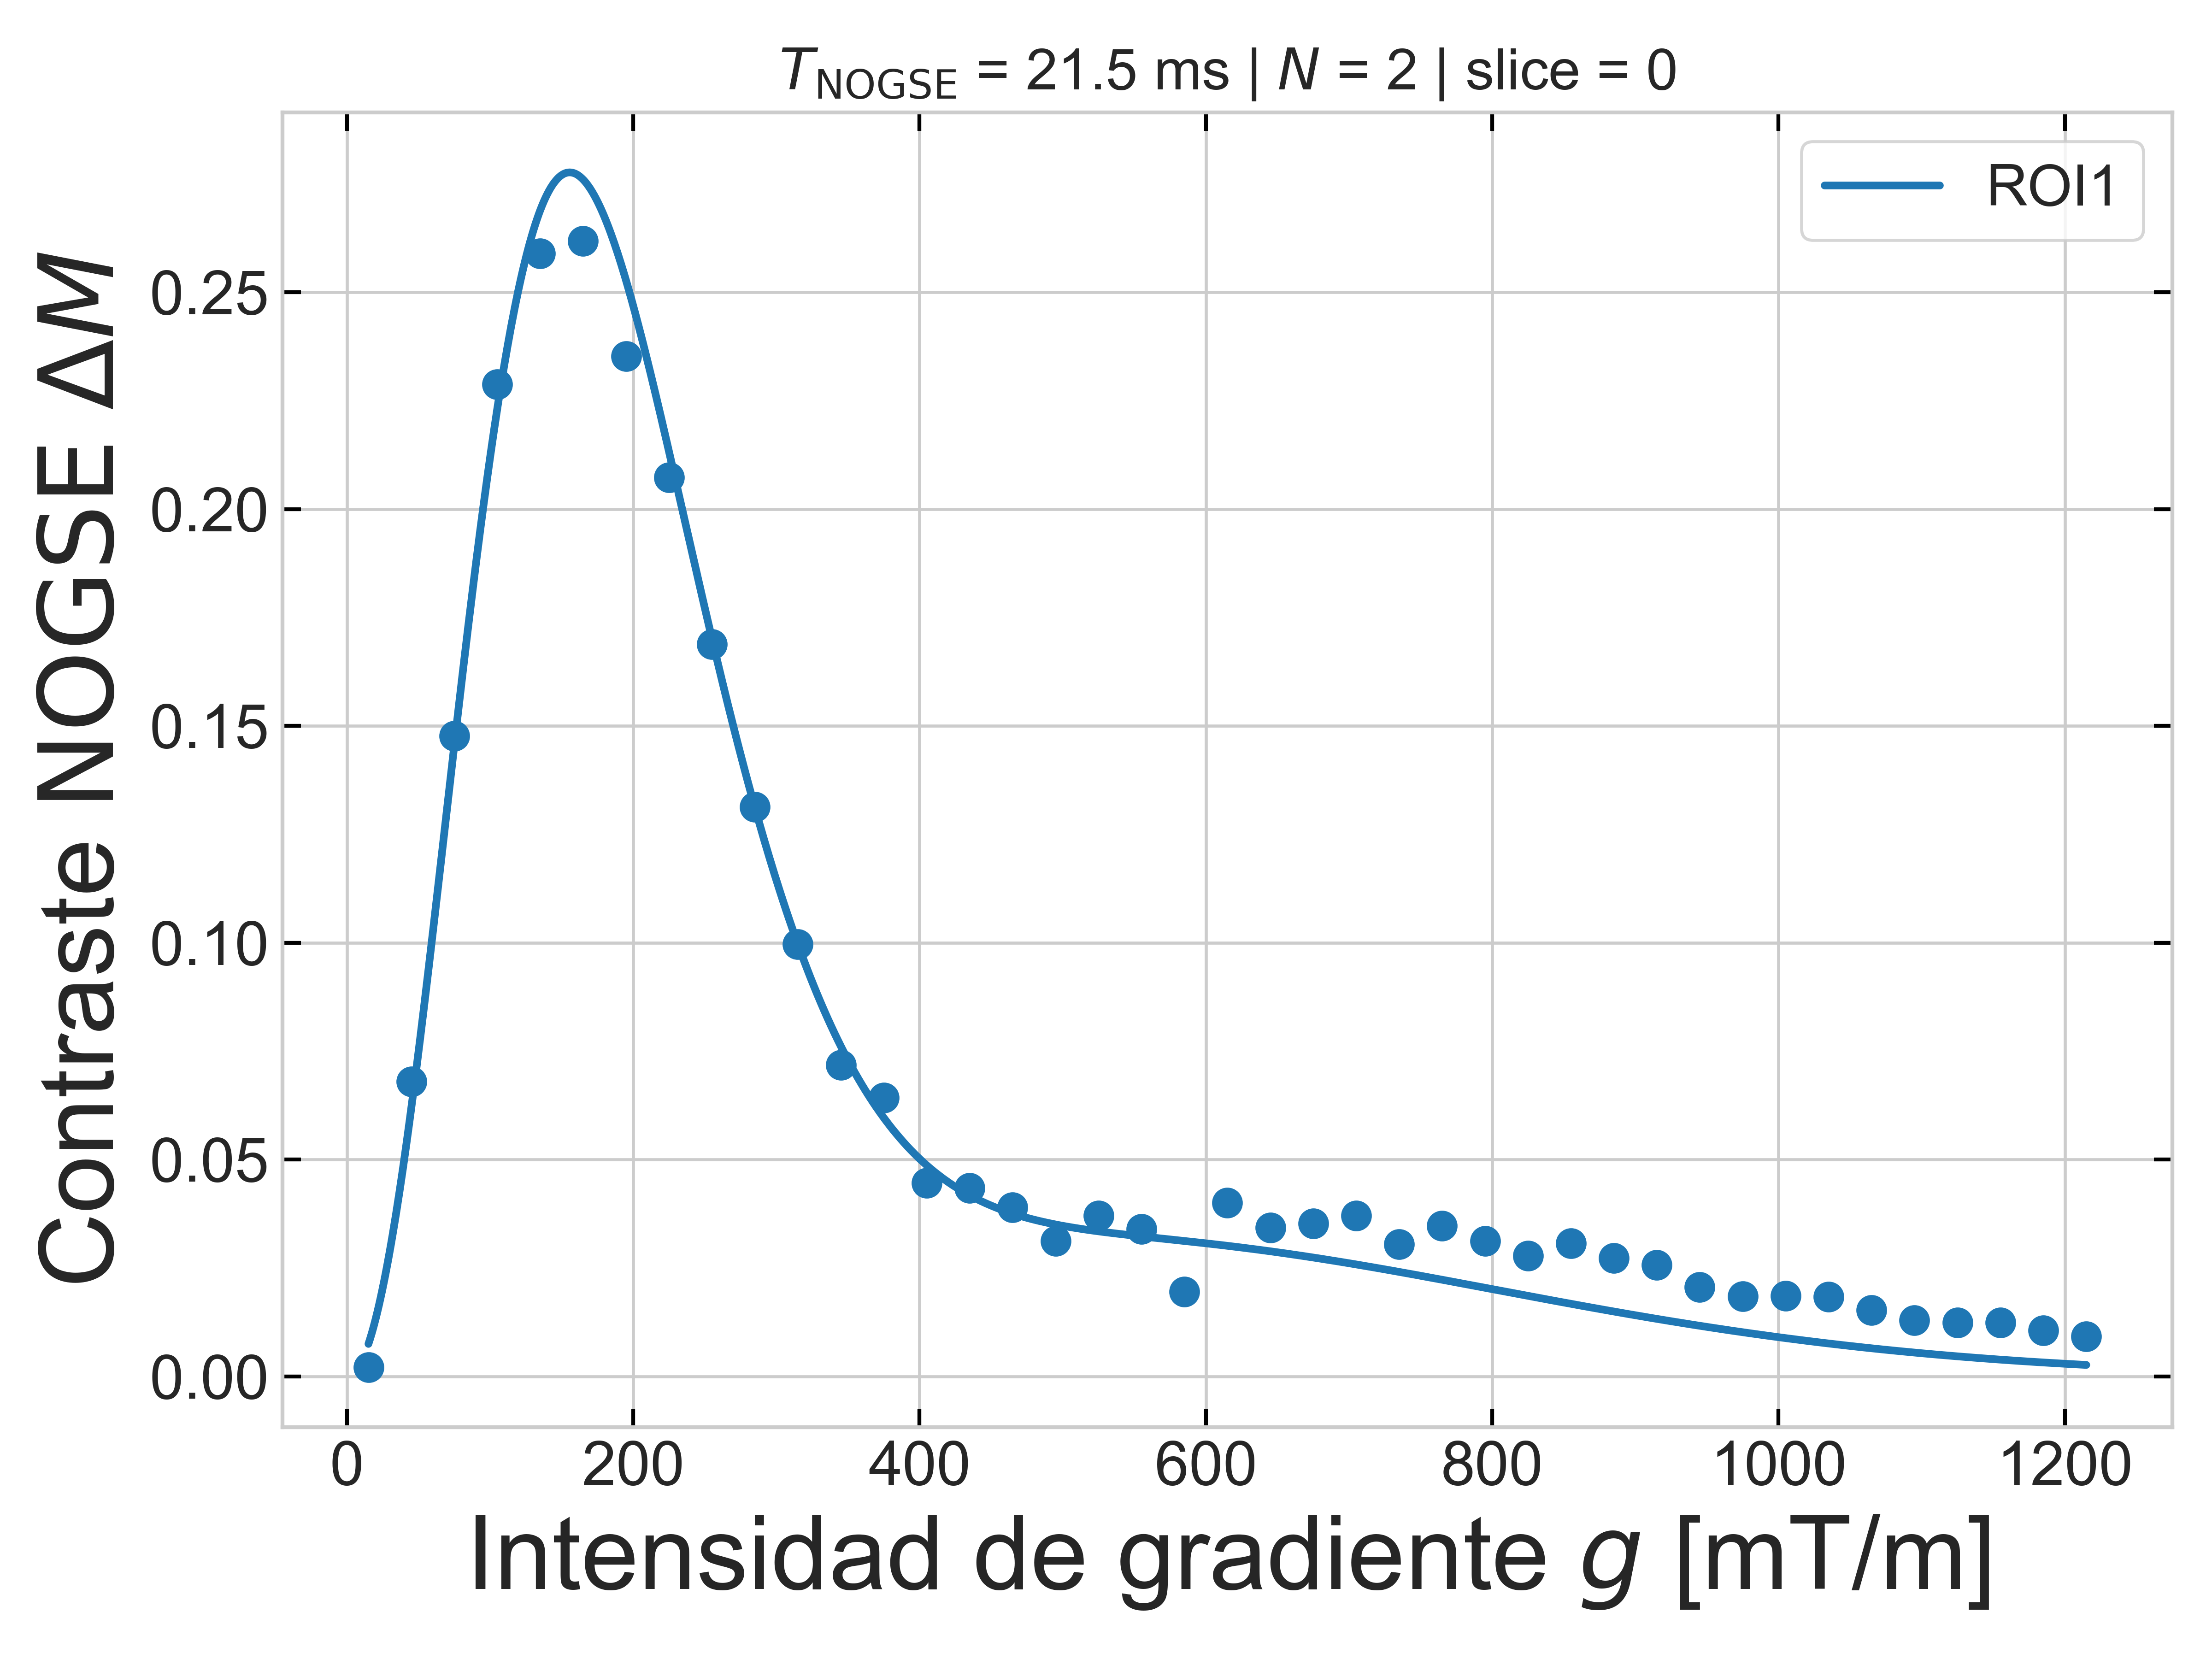 T_NOGSE = 21.5 ms | N = 2 | slice = 0
ROI1
Contraste NOGSE ΔM
0.25
0.20
0.15
0.10
0.05
0.00
0 200 400 600 800 1000 1200
Intensidad de gradiente g [mT/m]